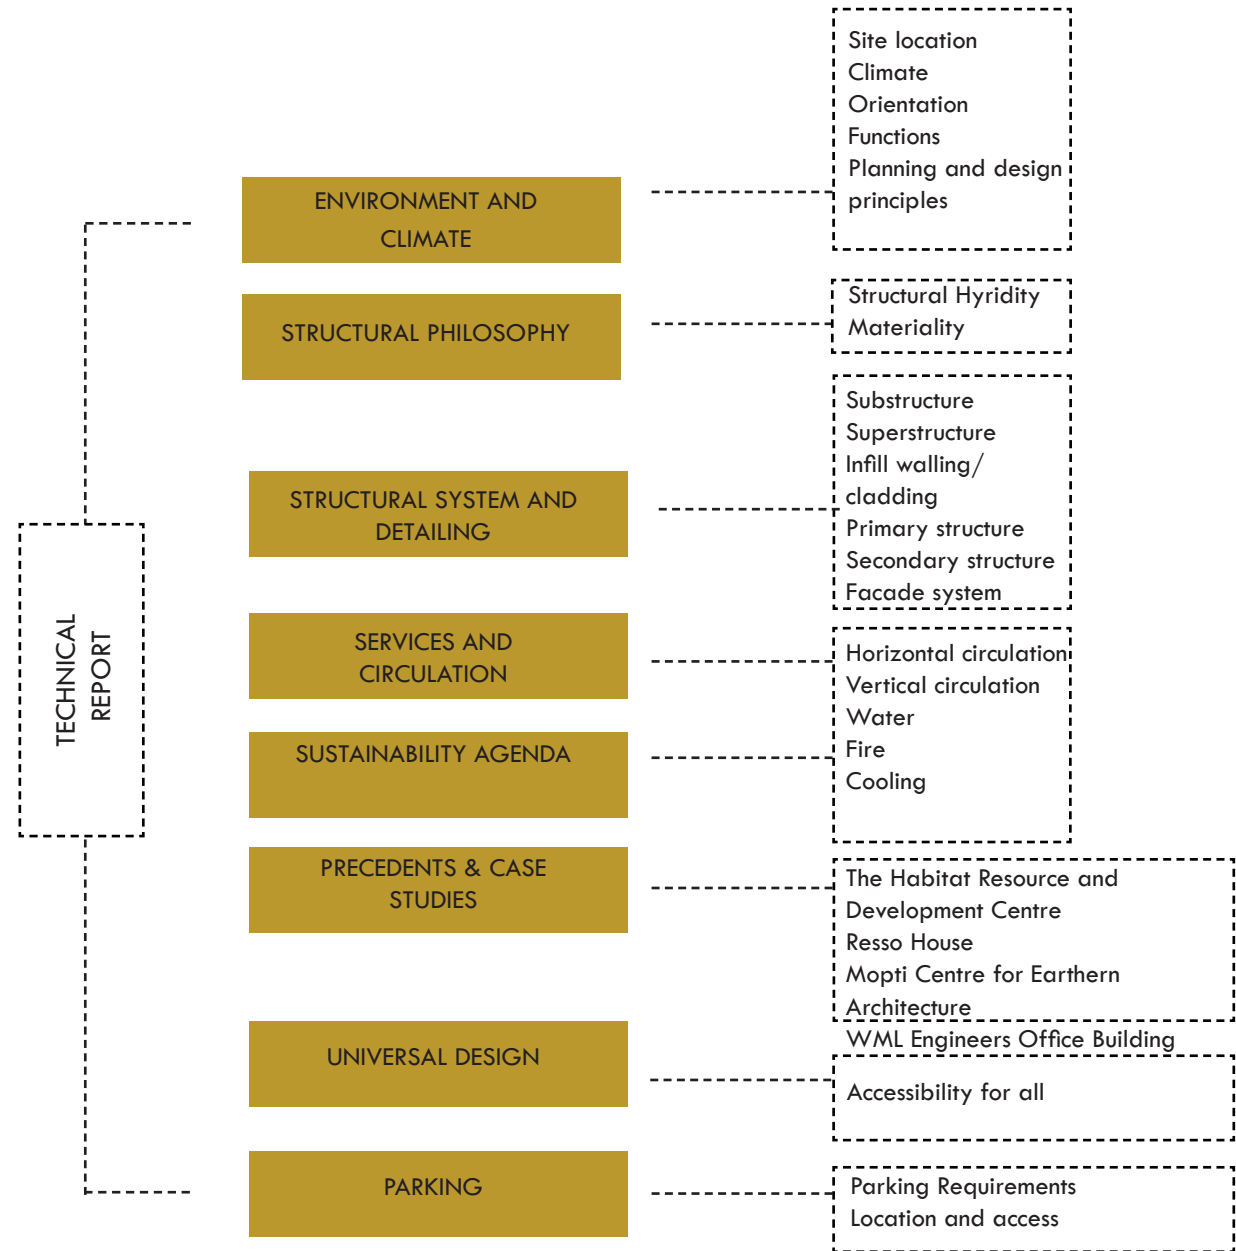 TECHNICAL
REPORT
ENVIRONMENT AND
CLIMATE
Site location
Climate
Orientation
Functions
Planning and design
principles
STRUCTURAL PHILOSOPHY
Structural Hyridity
Materiality
STRUCTURAL SYSTEM AND
DETAILING
Substructure
Superstructure
Infill walling/
cladding
Primary structure
Secondary structure
Facade system
SERVICES AND
CIRCULATION
SUSTAINABILITY AGENDA
Horizontal circulation
Vertical circulation
Water
Fire
Cooling
PRECEDENTS & CASE
STUDIES
The Habitat Resource and
Development Centre
Resso House
Mopti Centre for Earthern
Architecture
WML Engineers Office Building
UNIVERSAL DESIGN
Accessibility for all
PARKING
Parking Requirements
Location and access